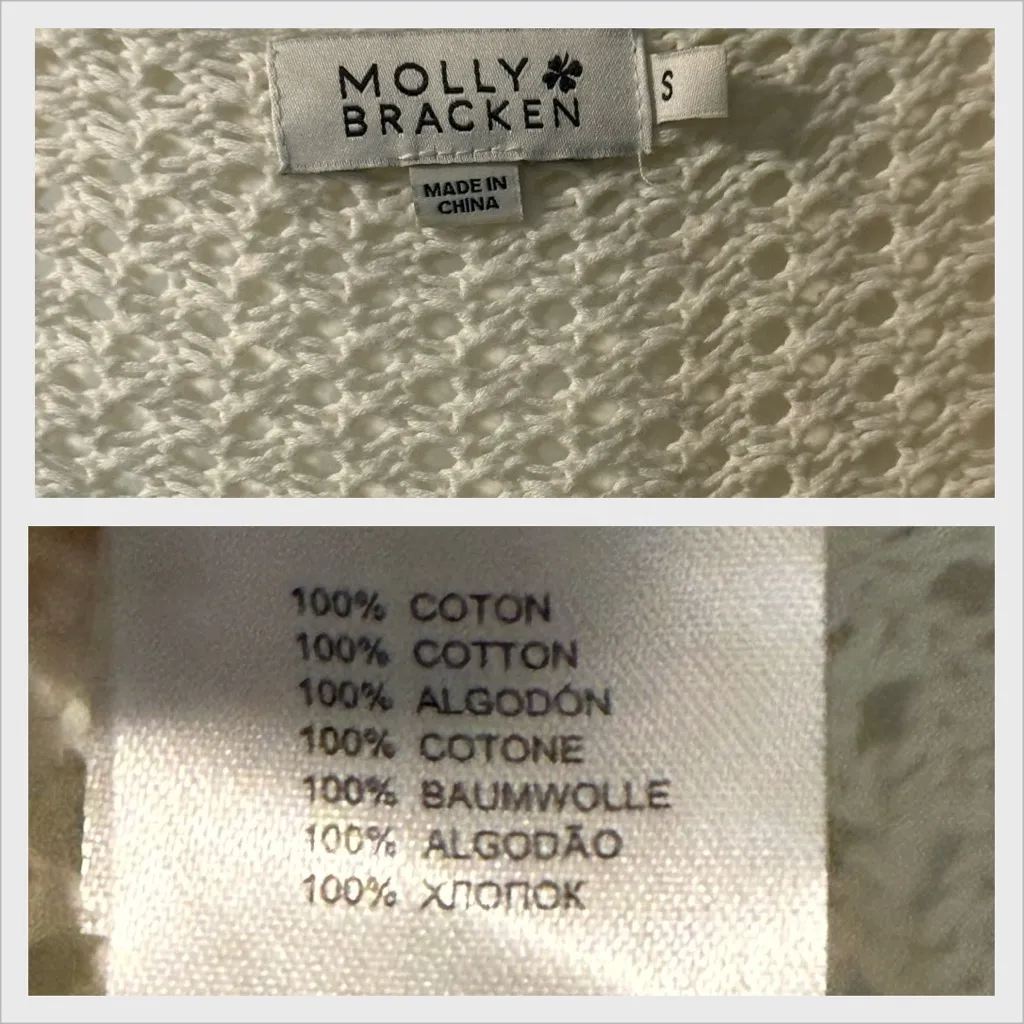 MOLLY
BRACKEN
S
MADE IN
CHINA
100% COTON
100% COTTON
100% ALGODÓN
100% COTONE
100% BAUMWOLLE
100% ALGODÃO
100% ХЛОПОК